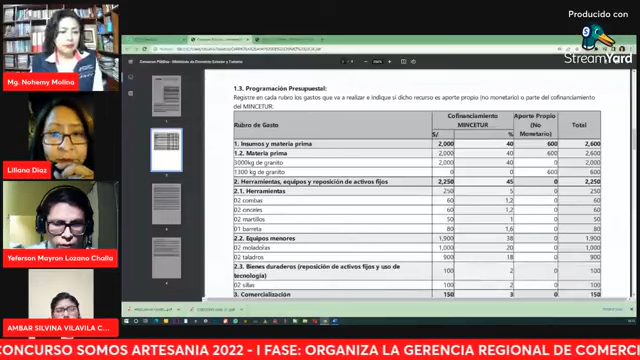 Producido con
StreamYard
Mg. Nohemy Molina
Liliana Diaz
Yeferson Mayron Lozano Challa
AMBAR SILVINA VILAVILA C...
1.3. Programación Presupuestal:
Registre en cada rubro los gastos que va a realizar e indique si dicho recurso es aporte propio (no monetario) o parte del cofinanciamiento
del MINCETUR.
Rubro de Gasto Cofinanciamiento MINCETUR Aporte Propio (No Monetario) Total
S/ %
1. Insumos y materia prima 2,000 40 600 2,600
1.2. Materia prima 2,000 40 600 2,600
3000kg de granito 2,000 40 0 2,000
1300 kg de granito 0 0 600 600
2. Herramientas, equipos y reposición de activos fijos 2,250 45 0 2,250
2.1. Herramientas 250 5 0 250
02 combas 60 1,2 0 60
02 cinceles 60 1,2 0 60
02 martillos 50 1 0 50
01 barreta 80 1,6 0 80
2.2. Equipos menores 1,900 38 0 1,900
02 moladoras 1,000 20 0 1,000
02 taladros 900 18 0 900
2.3. Bienes duraderos (reposición de activos fijos y uso de
tecnología) 100 2 0 100
02 sillas 100 2 0 100
3. Comercialización 150 3 0 150
CONCURSO SOMOS ARTESANIA 2022 - I FASE: ORGANIZA LA GERENCIA REGIONAL DE COMERC